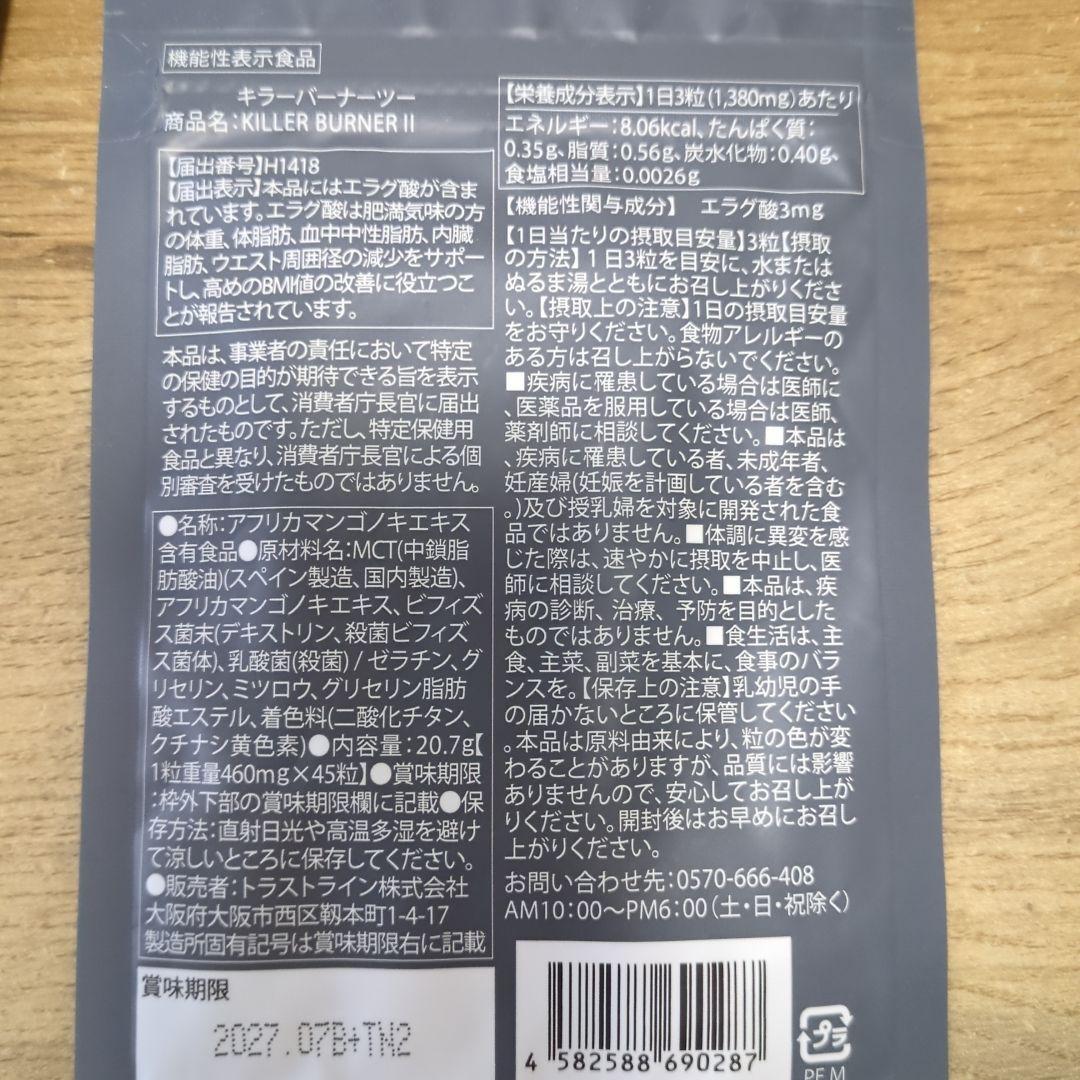 機能性表示食品
キラーバーナーツー
商品名:KILLER BURNER II
【届出番号】H1418
【届出表示】本品にはエラグ酸が含ま
れています。エラグ酸は肥満気味の方
の体重、体脂肪、血中中性脂肪、内臓
脂肪、ウエスト周囲径の減少をサポー
トし、高めのBMI値の改善に役立つこ
とが報告されています。
本品は、事業者の責任において特定
の保健の目的が期待できる旨を表示
するものとして、消費者庁長官に届出
されたものです。ただし、特定保健用
食品と異なり、消費者庁長官による個
別審査を受けたものではありません。
●名称:アフリカマンゴノキエキス
含有食品●原材料名:MCT(中鎖脂
肪酸油)(スペイン製造、国内製造)、
アフリカマンゴノキエキス、ビフィズ
ス菌末(デキストリン、殺菌ビフィズ
ス菌体)、乳酸菌(殺菌) / ゼラチン、グ
リセリン、ミツロウ、グリセリン脂肪
酸エステル、着色料(二酸化チタン、
クチナシ黄色素)●内容量:20.7g【
1粒重量460mg×45粒】●賞味期限
:枠外下部の賞味期限欄に記載●保
存方法:直射日光や高温多湿を避け
て涼しいところに保存してください。
●販売者:トラストライン株式会社
大阪府大阪市西区靱本町1-4-17
製造所固有記号は賞味期限右に記載
賞味期限
2027.07B+TN2
【栄養成分表示】1日3粒(1,380mg)あたり
エネルギー:8.06kcal、たんぱく質:
0.35g、脂質:0.56g、炭水化物:0.40g、
食塩相当量:0.0026g
【機能性関与成分】 エラグ酸3mg
【1日当たりの摂取目安量】3粒【摂取
の方法】1日3粒を目安に、水または
ぬるま湯とともにお召し上がりくださ
い。【摂取上の注意】1日の摂取目安量
をお守りください。食物アレルギーの
ある方は召し上がらないでください。
■疾病に罹患している場合は医師に
、医薬品を服用している場合は医師、
薬剤師に相談してください。■本品は
、疾病に罹患している者、未成年者、
妊産婦(妊娠を計画している者を含む
。)及び授乳婦を対象に開発された食
品ではありません。■体調に異変を感
じた際は、速やかに摂取を中止し、医
師に相談してください。■本品は、疾
病の診断、治療、予防を目的とした
ものではありません。■食生活は、主
食、主菜、副菜を基本に、食事のバラ
ンスを。【保存上の注意】乳幼児の手
の届かないところに保管してください
。本品は原料由来により、粒の色が変
わることがありますが、品質には影響
ありませんので、安心してお召し上が
りください。開封後はお早めにお召し
上がりください。
お問い合わせ先:0570-666-408
AM10:00～PM6:00(土・日・祝除く)
4 582588 690287
プラ
PE,M